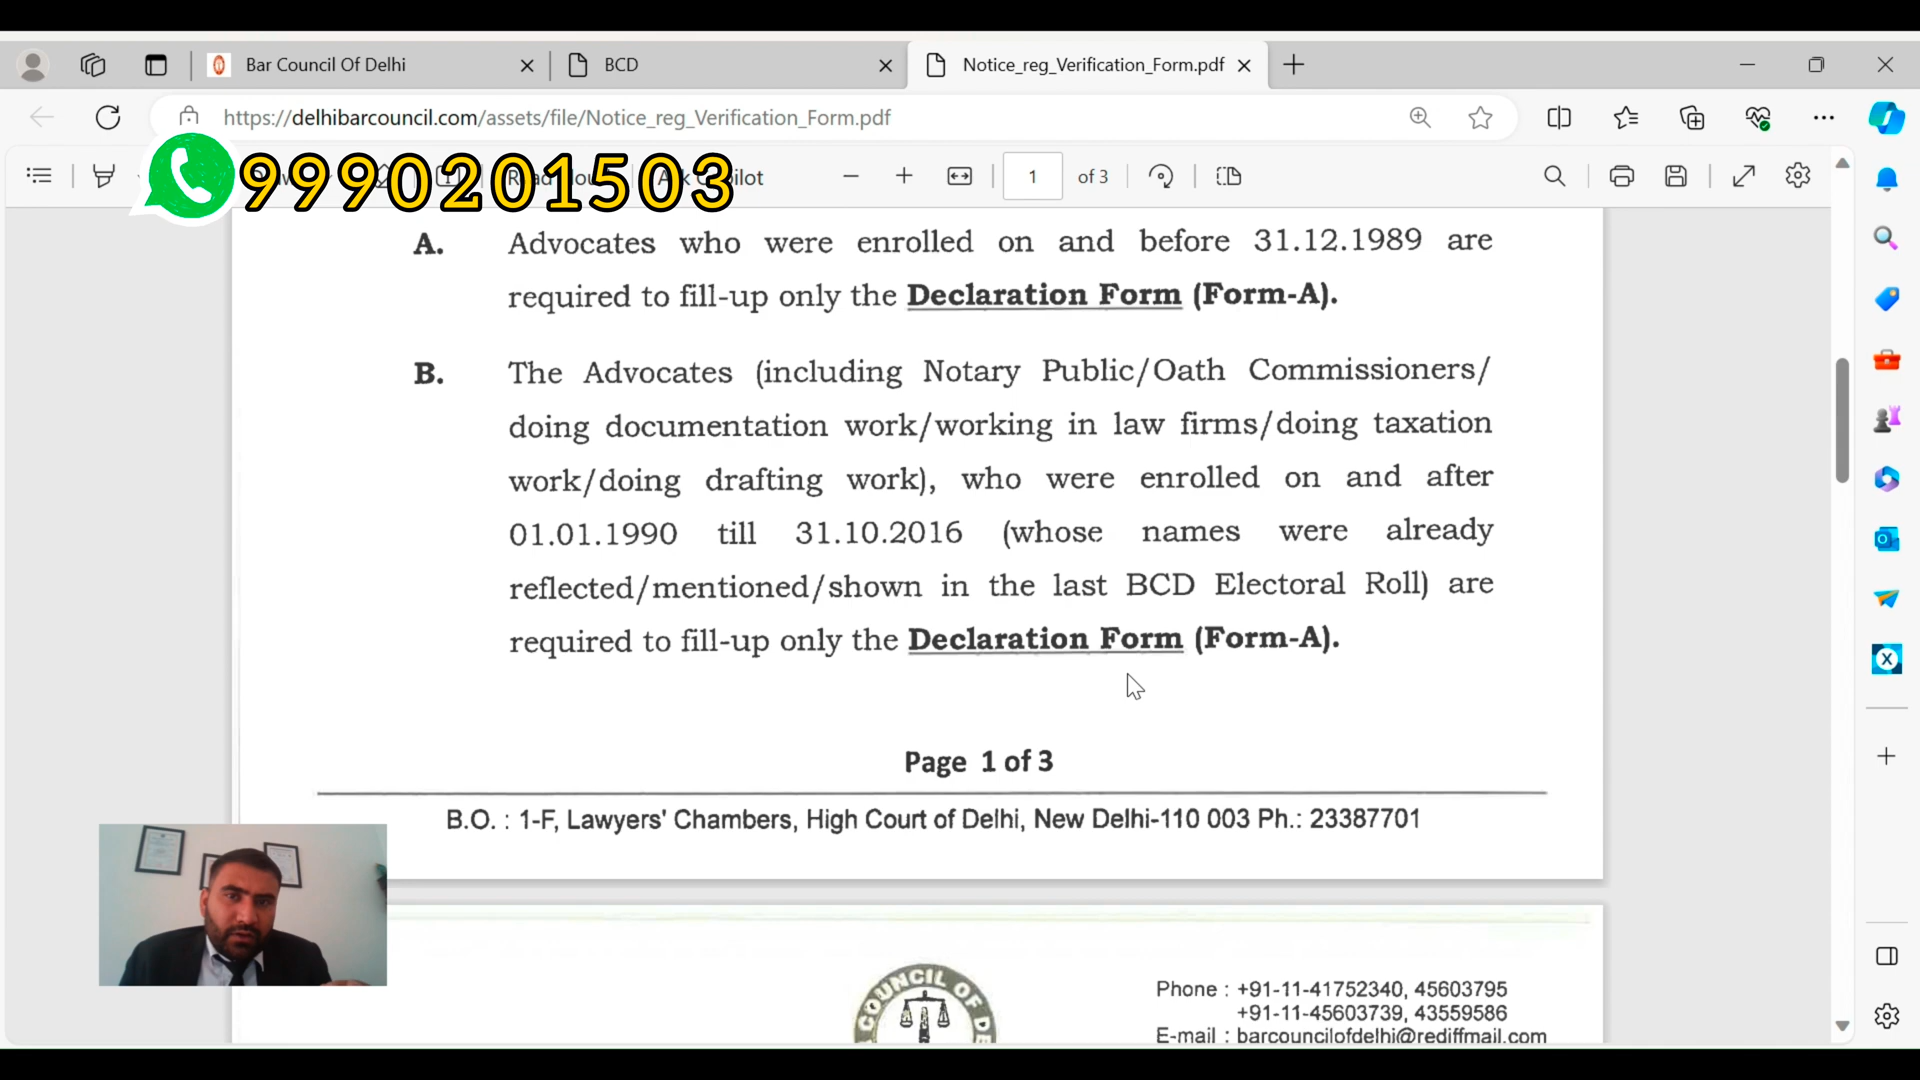 Bar Council Of Delhi
BCD
Notice_reg_Verification_Form.pdf
https://delhibarcouncil.com/assets/file/Notice_reg_Verification_Form.pdf
9990201503
1 of 3
A. Advocates who were enrolled on and before 31.12.1989 are
required to fill-up only the Declaration Form (Form-A).
B. The Advocates (including Notary Public/Oath Commissioners/
doing documentation work/working in law firms/doing taxation
work/doing drafting work), who were enrolled on and after
01.01.1990 till 31.10.2016 (whose names were already
reflected/mentioned/shown in the last BCD Electoral Roll) are
required to fill-up only the Declaration Form (Form-A).
Page 1 of 3
B.O. : 1-F, Lawyers' Chambers, High Court of Delhi, New Delhi-110 003 Ph.: 23387701
COUNCIL OF DE
Phone : +91-11-41752340, 45603795
+91-11-45603739, 43559586
E-mail : barcouncilofdelhi@rediffmail.com